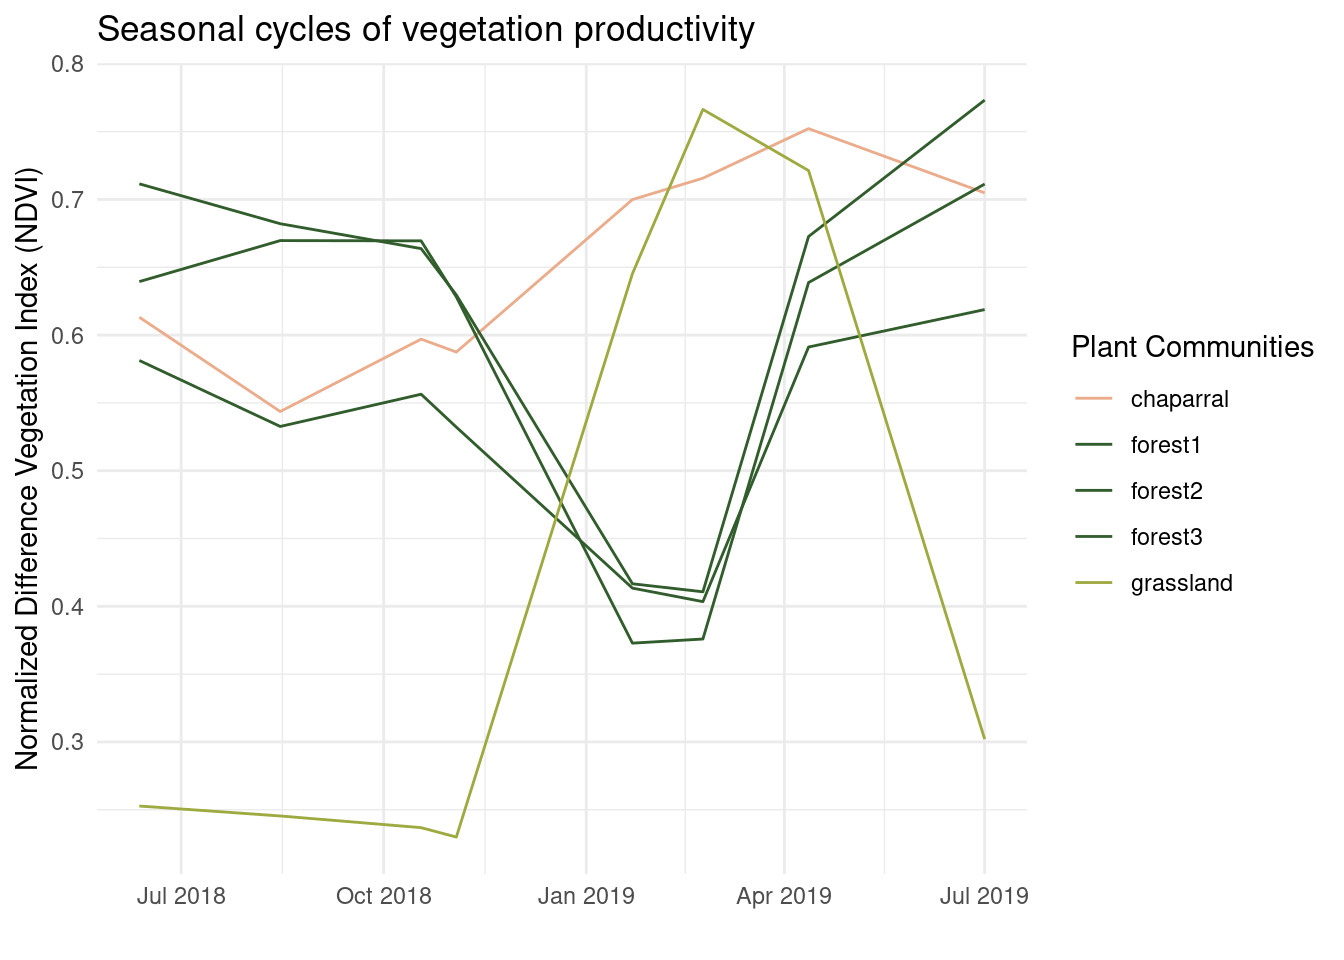 Seasonal cycles of vegetation productivity
Normalized Difference Vegetation Index (NDVI)
0.8
0.7
0.6
0.5
0.4
0.3
Jul 2018
Oct 2018
Jan 2019
Apr 2019
Jul 2019
Plant Communities
chaparral
forest1
forest2
forest3
grassland